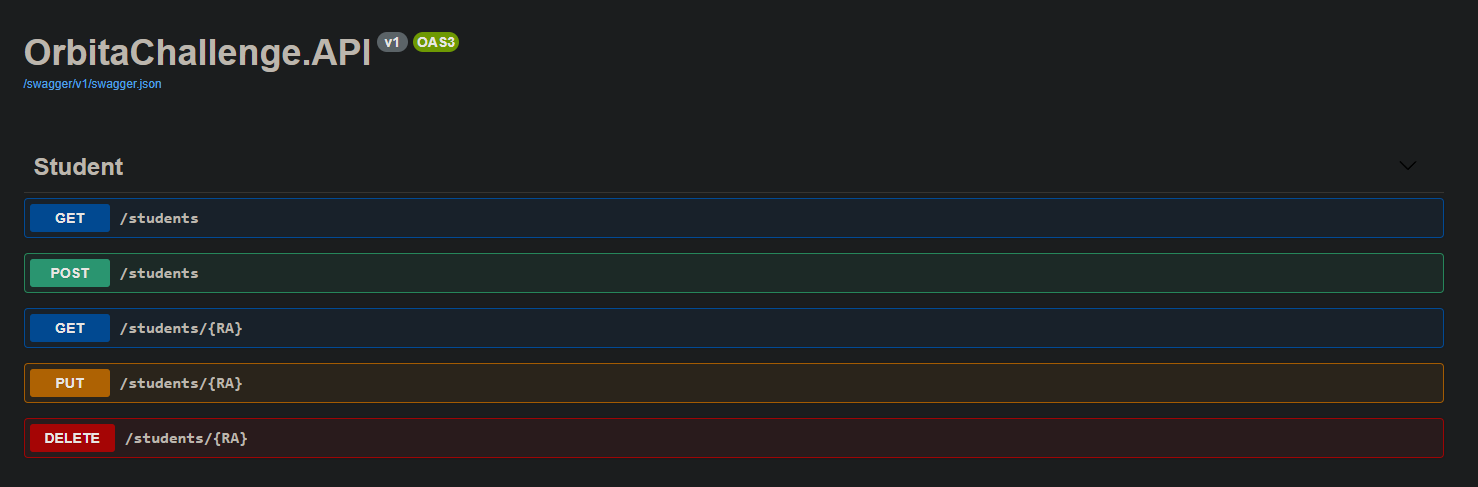 OrbitaChallenge.API v1 OAS3
/swagger/v1/swagger.json
Student
GET /students
POST /students
GET /students/{RA}
PUT /students/{RA}
DELETE /students/{RA}